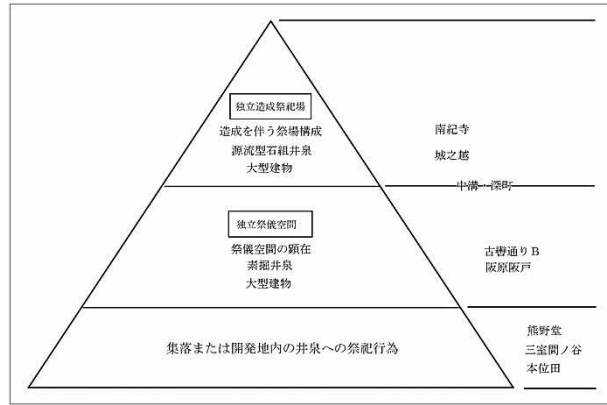 独立造成祭祀場
造成を伴う祭場構成
源流型石組井泉
大型建物
南紀寺
城之越
中溝・深町
独立祭儀空間
祭儀空間の顕在
素掘井泉
大型建物
古轡通りB
阪原阪戸
集落または開発地内の井泉への祭祀行為
熊野堂
三室間ノ谷
本位田